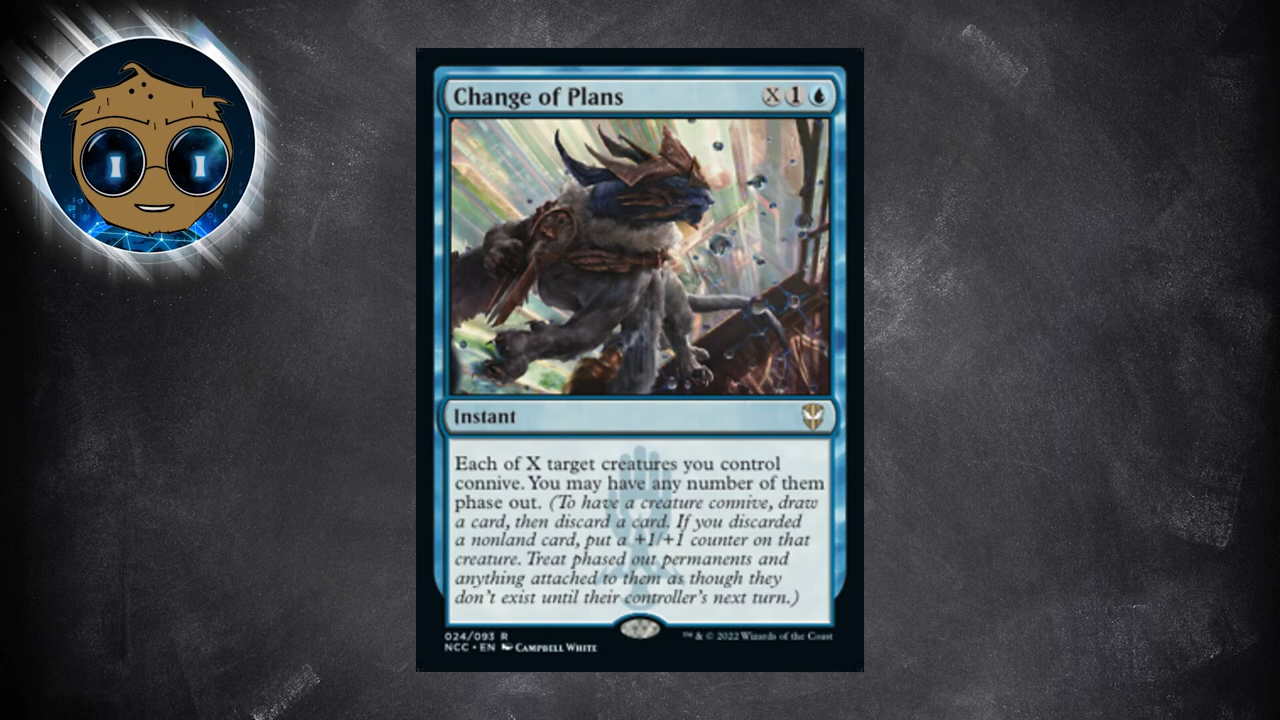 Change of Plans X 1
Instant
Each of X target creatures you control
connive. You may have any number of them
phase out. (To have a creature connive, draw
a card, then discard a card. If you discarded
a nonland card, put a +1/+1 counter on that
creature. Treat phased out permanents and
anything attached to them as though they
don't exist until their controller's next turn.)
024/093 R
NCC • EN CAMPBELL WHITE
™ & © 2022 Wizards of the Coast